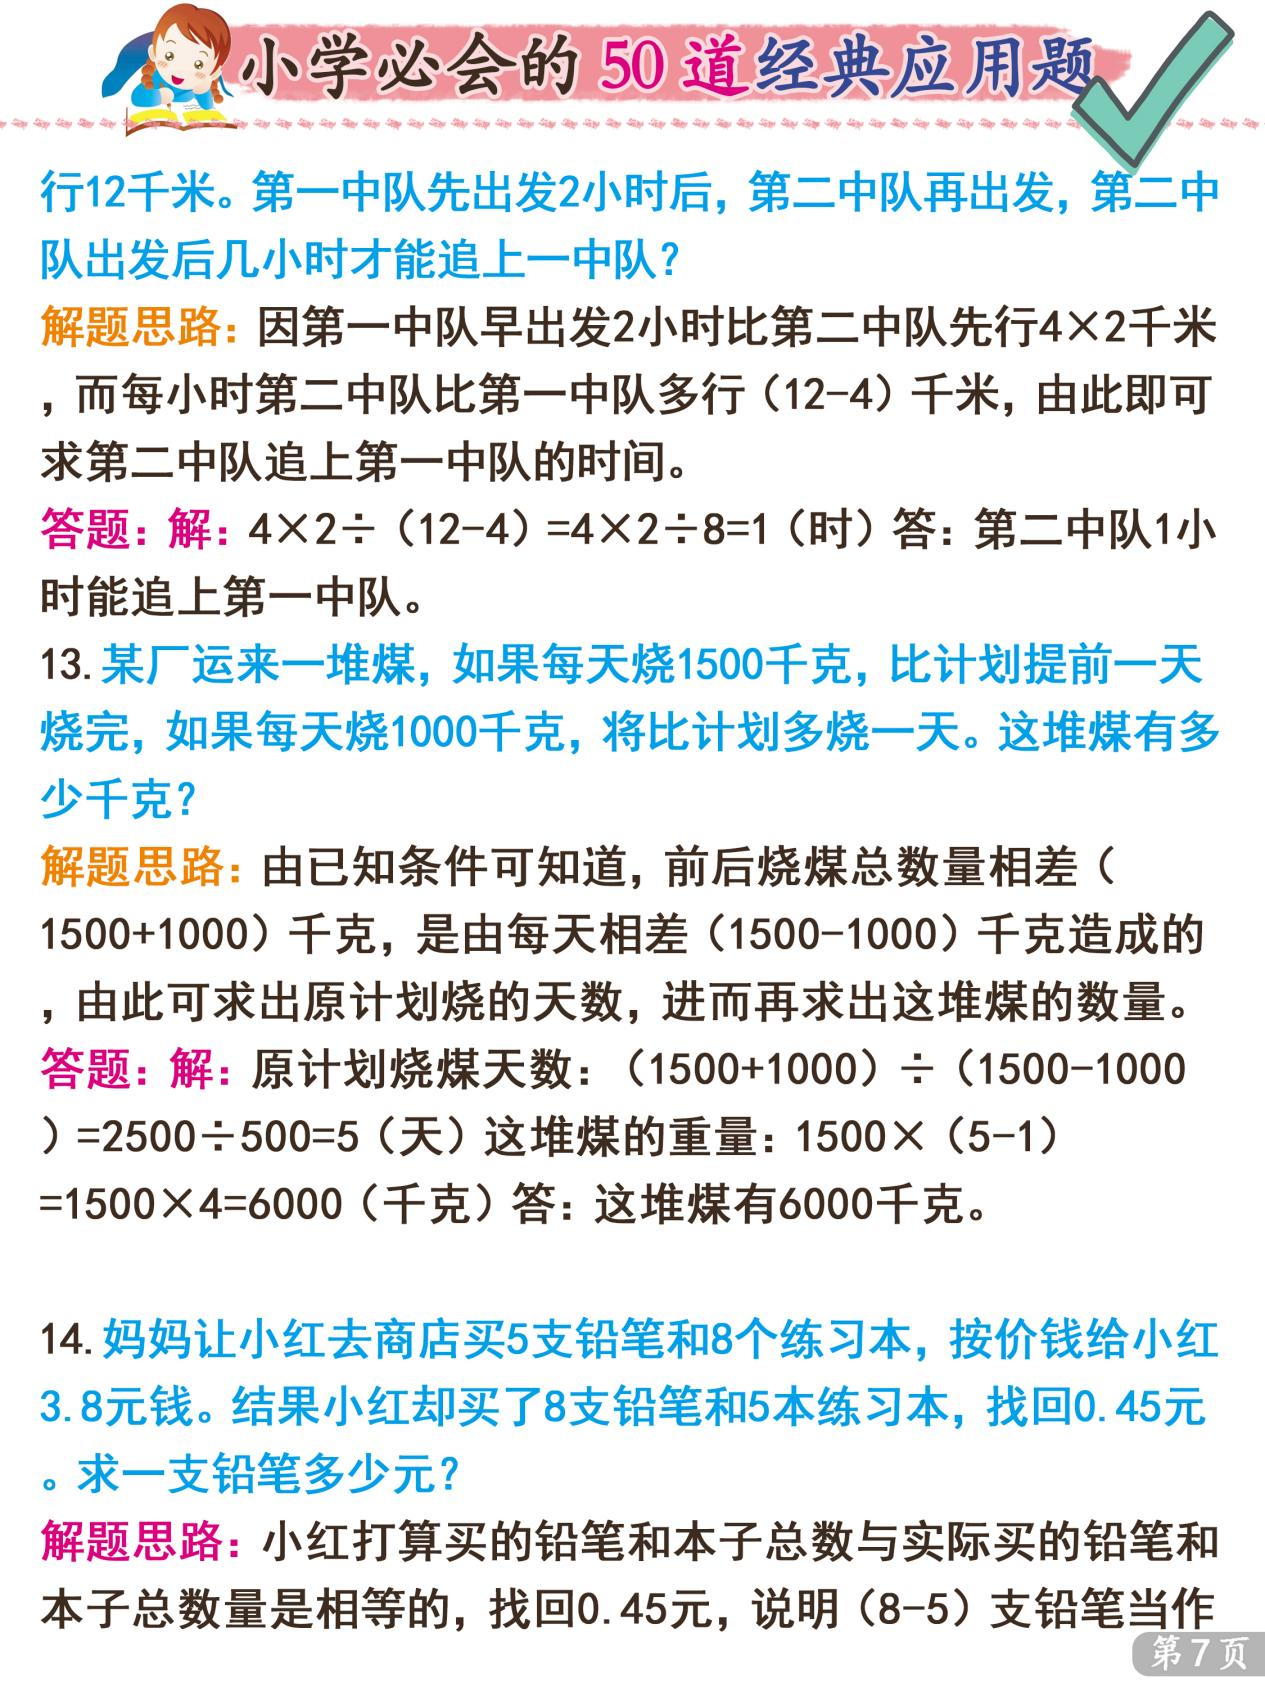 小学必会的50道经典应用题
行12千米。第一中队先出发2小时后，第二中队再出发，第二中
队出发后几小时才能追上一中队？
解题思路：因第一中队早出发2小时比第二中队先行4×2千米
，而每小时第二中队比第一中队多行（12-4）千米，由此即可
求第二中队追上第一中队的时间。
答题：解：4×2÷（12-4）=4×2÷8=1（时）答：第二中队1小
时能追上第一中队。
13.某厂运来一堆煤，如果每天烧1500千克，比计划提前一天
烧完，如果每天烧1000千克，将比计划多烧一天。这堆煤有多
少千克？
解题思路：由已知条件可知道，前后烧煤总数量相差（
1500+1000）千克，是由每天相差（1500-1000）千克造成的
，由此可求出原计划烧的天数，进而再求出这堆煤的数量。
答题：解：原计划烧煤天数：（1500+1000）÷（1500-1000
）=2500÷500=5（天）这堆煤的重量：1500×（5-1）
=1500×4=6000（千克）答：这堆煤有6000千克。
14.妈妈让小红去商店买5支铅笔和8个练习本，按价钱给小红
3.8元钱。结果小红却买了8支铅笔和5本练习本，找回0.45元
。求一支铅笔多少元？
解题思路：小红打算买的铅笔和本子总数与实际买的铅笔和
本子总数量是相等的，找回0.45元，说明（8-5）支铅笔当作
第7页